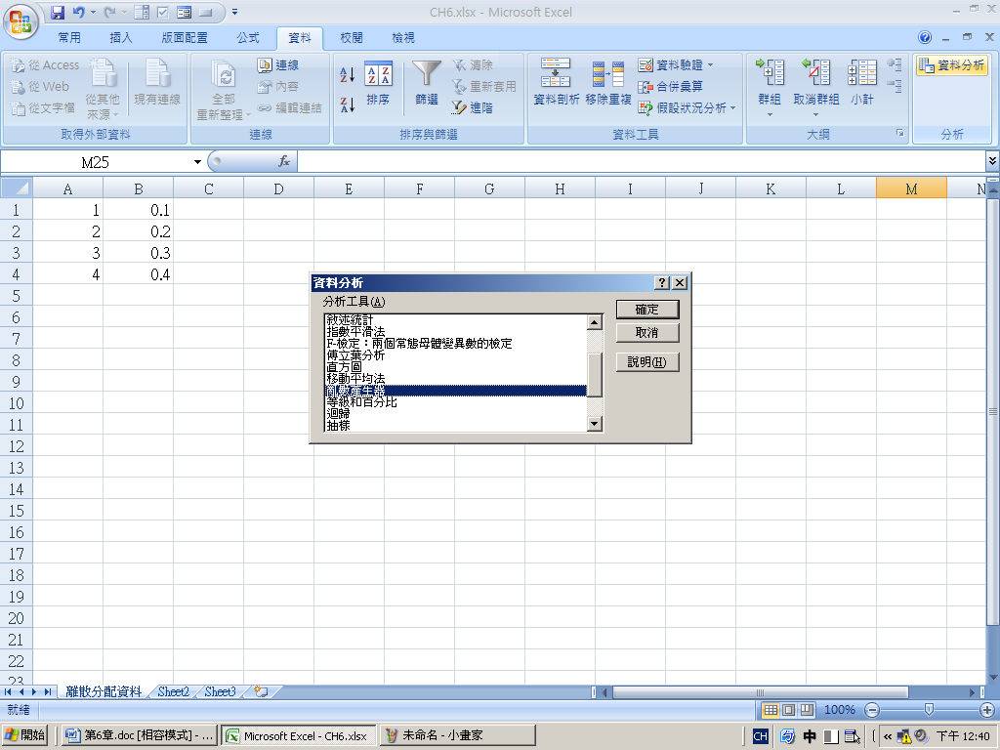 CH6.xlsx - Microsoft Excel
常用 插入 版面配置 公式 資料 校閱 檢視
從 Access
從 Web
從文字檔
從其他來源
現有連線
取得外部資料
全部重新整理
連線
內容
編輯連結
連線
排序
篩選
清除
重新套用
進階
排序與篩選
資料剖析
移除重複
資料驗證
合併彙算
假設狀況分析
資料工具
群組
取消群組
小計
大綱
資料分析
分析
M25
fx
A B C D E F G H I J K L M N
1 1 0.1
2 2 0.2
3 3 0.3
4 4 0.4
5
6
7
8
9
10
11
12
13
14
15
16
17
18
19
20
21
22
23
資料分析
分析工具(A)
敘述統計
指數平滑法
F-檢定：兩個常態母體變異數的檢定
傅立葉分析
直方圖
移動平均法
亂數產生器
等級和百分比
迴歸
抽樣
確定
取消
說明(H)
離散分配資料 Sheet2 Sheet3
就緒
100%
開始
第6章.doc [相容模式] - ...
Microsoft Excel - CH6.xlsx
未命名 - 小畫家
CH
中
下午 12:40